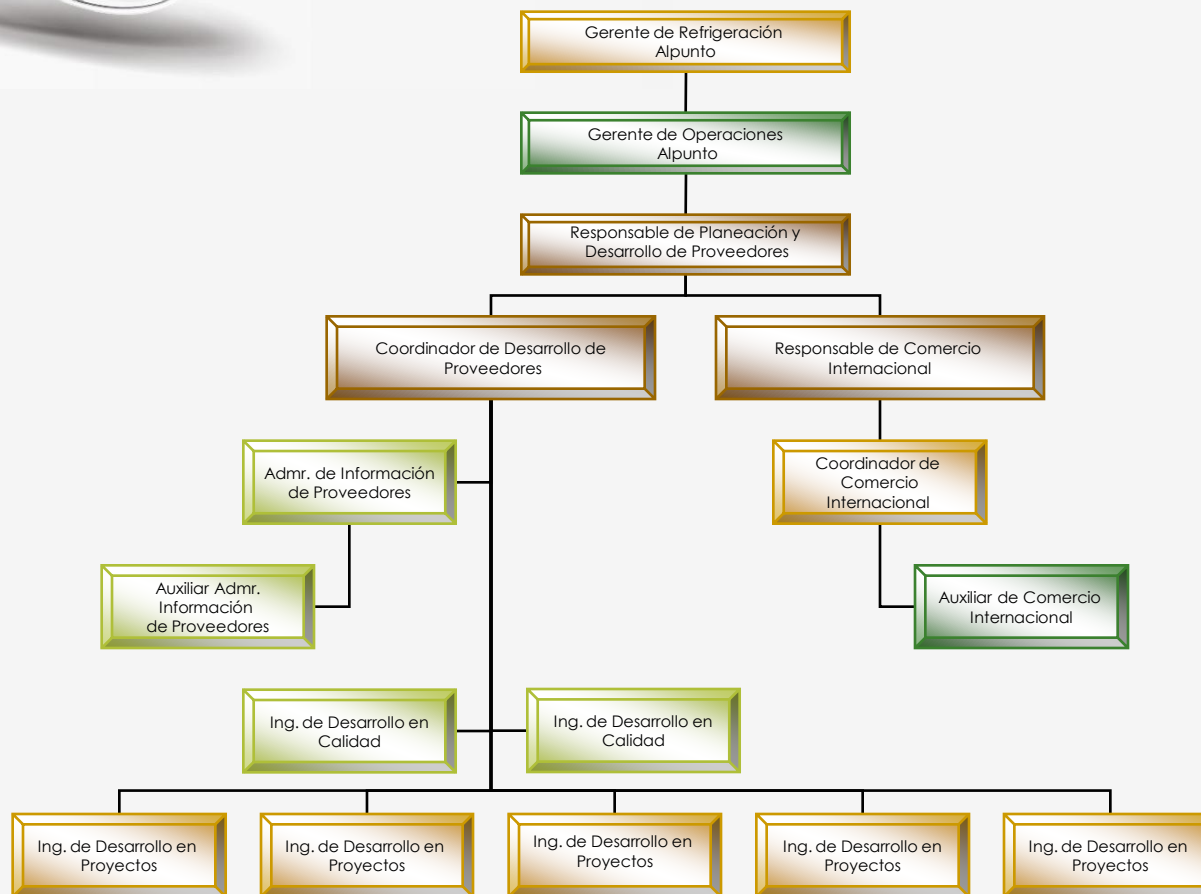 Gerente de Refrigeración
Alpunto
Gerente de Operaciones
Alpunto
Responsable de Planeación y
Desarrollo de Proveedores
Coordinador de Desarrollo de
Proveedores
Responsable de Comercio
Internacional
Admr. de Información
de Proveedores
Coordinador de
Comercio
Internacional
Auxiliar Admr.
Información
de Proveedores
Auxiliar de Comercio
Internacional
Ing. de Desarrollo en
Calidad
Ing. de Desarrollo en
Calidad
Ing. de Desarrollo en
Proyectos
Ing. de Desarrollo en
Proyectos
Ing. de Desarrollo en
Proyectos
Ing. de Desarrollo en
Proyectos
Ing. de Desarrollo en
Proyectos